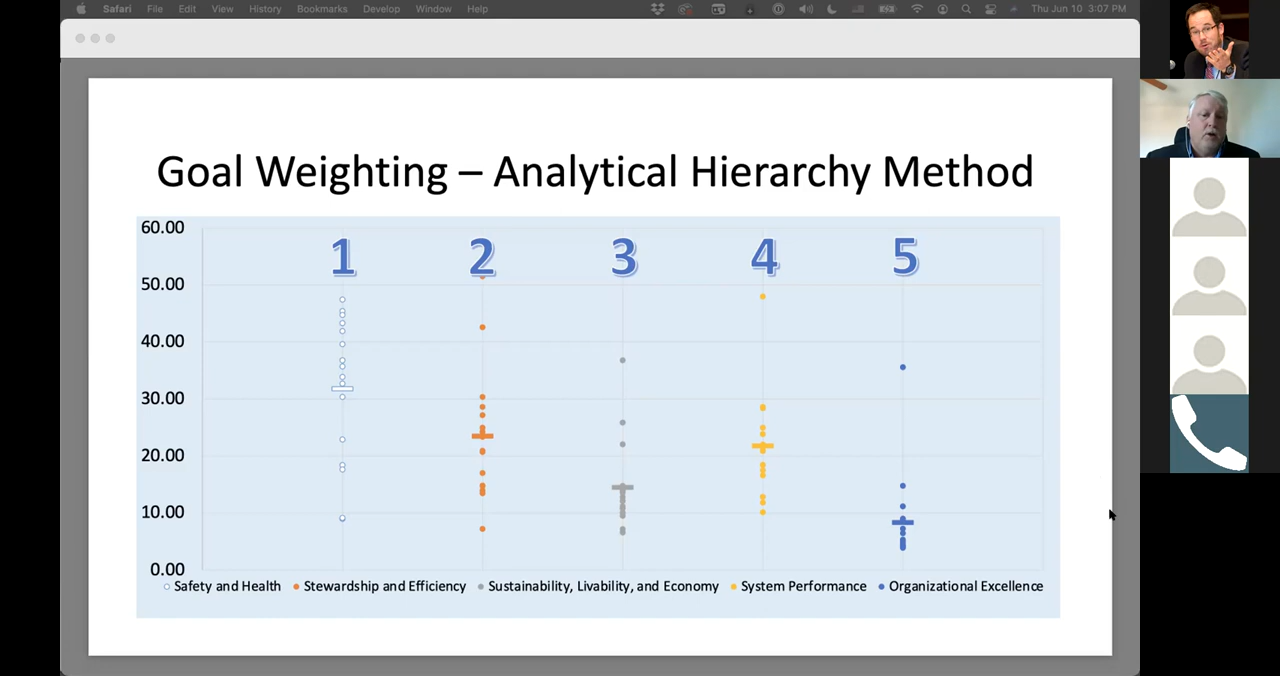 Safari File Edit View History Bookmarks Develop Window Help Thu Jun 10 3:07 PM
Goal Weighting – Analytical Hierarchy Method
60.00
1 2 3 4 5
50.00
40.00
30.00
20.00
10.00
0.00
Safety and Health Stewardship and Efficiency Sustainability, Livability, and Economy System Performance Organizational Excellence